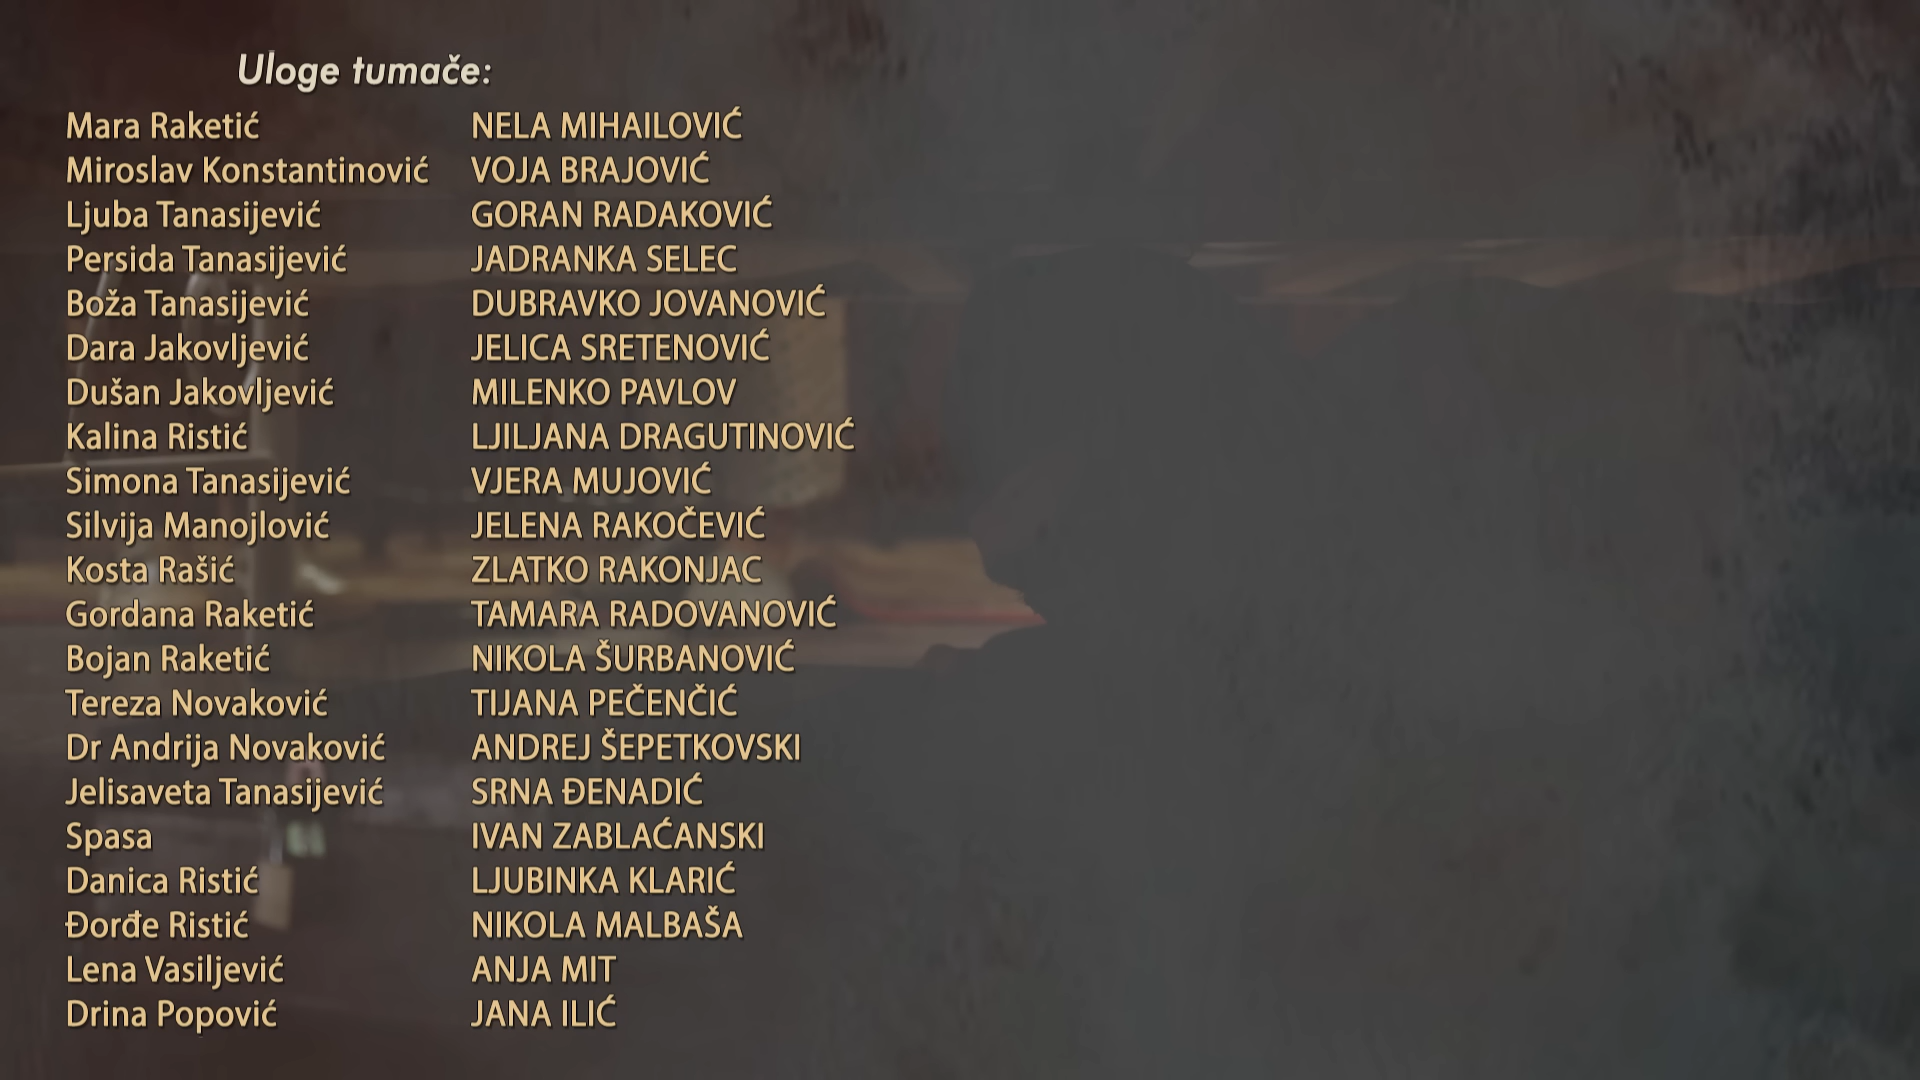 Uloge tumače:
Mara Raketić NELA MIHAILOVIĆ
Miroslav Konstantinović VOJA BRAJOVIĆ
Ljuba Tanasijević GORAN RADAKOVIĆ
Persida Tanasijević JADRANKA SELEC
Boža Tanasijević DUBRAVKO JOVANOVIĆ
Dara Jakovljević JELICA SRETENOVIĆ
Dušan Jakovljević MILENKO PAVLOV
Kalina Ristić LJILJANA DRAGUTINOVIĆ
Simona Tanasijević VJERA MUJOVIĆ
Silvija Manojlović JELENA RAKOČEVIĆ
Kosta Rašić ZLATKO RAKONJAC
Gordana Raketić TAMARA RADOVANOVIĆ
Bojan Raketić NIKOLA ŠURBANOVIĆ
Tereza Novaković TIJANA PEČENČIĆ
Dr Andrija Novaković ANDREJ ŠEPETKOVSKI
Jelisaveta Tanasijević SRNA ĐENADIĆ
Spasa IVAN ZABLAĆANSKI
Danica Ristić LJUBINKA KLARIĆ
Đorđe Ristić NIKOLA MALBAŠA
Lena Vasiljević ANJA MIT
Drina Popović JANA ILIĆ